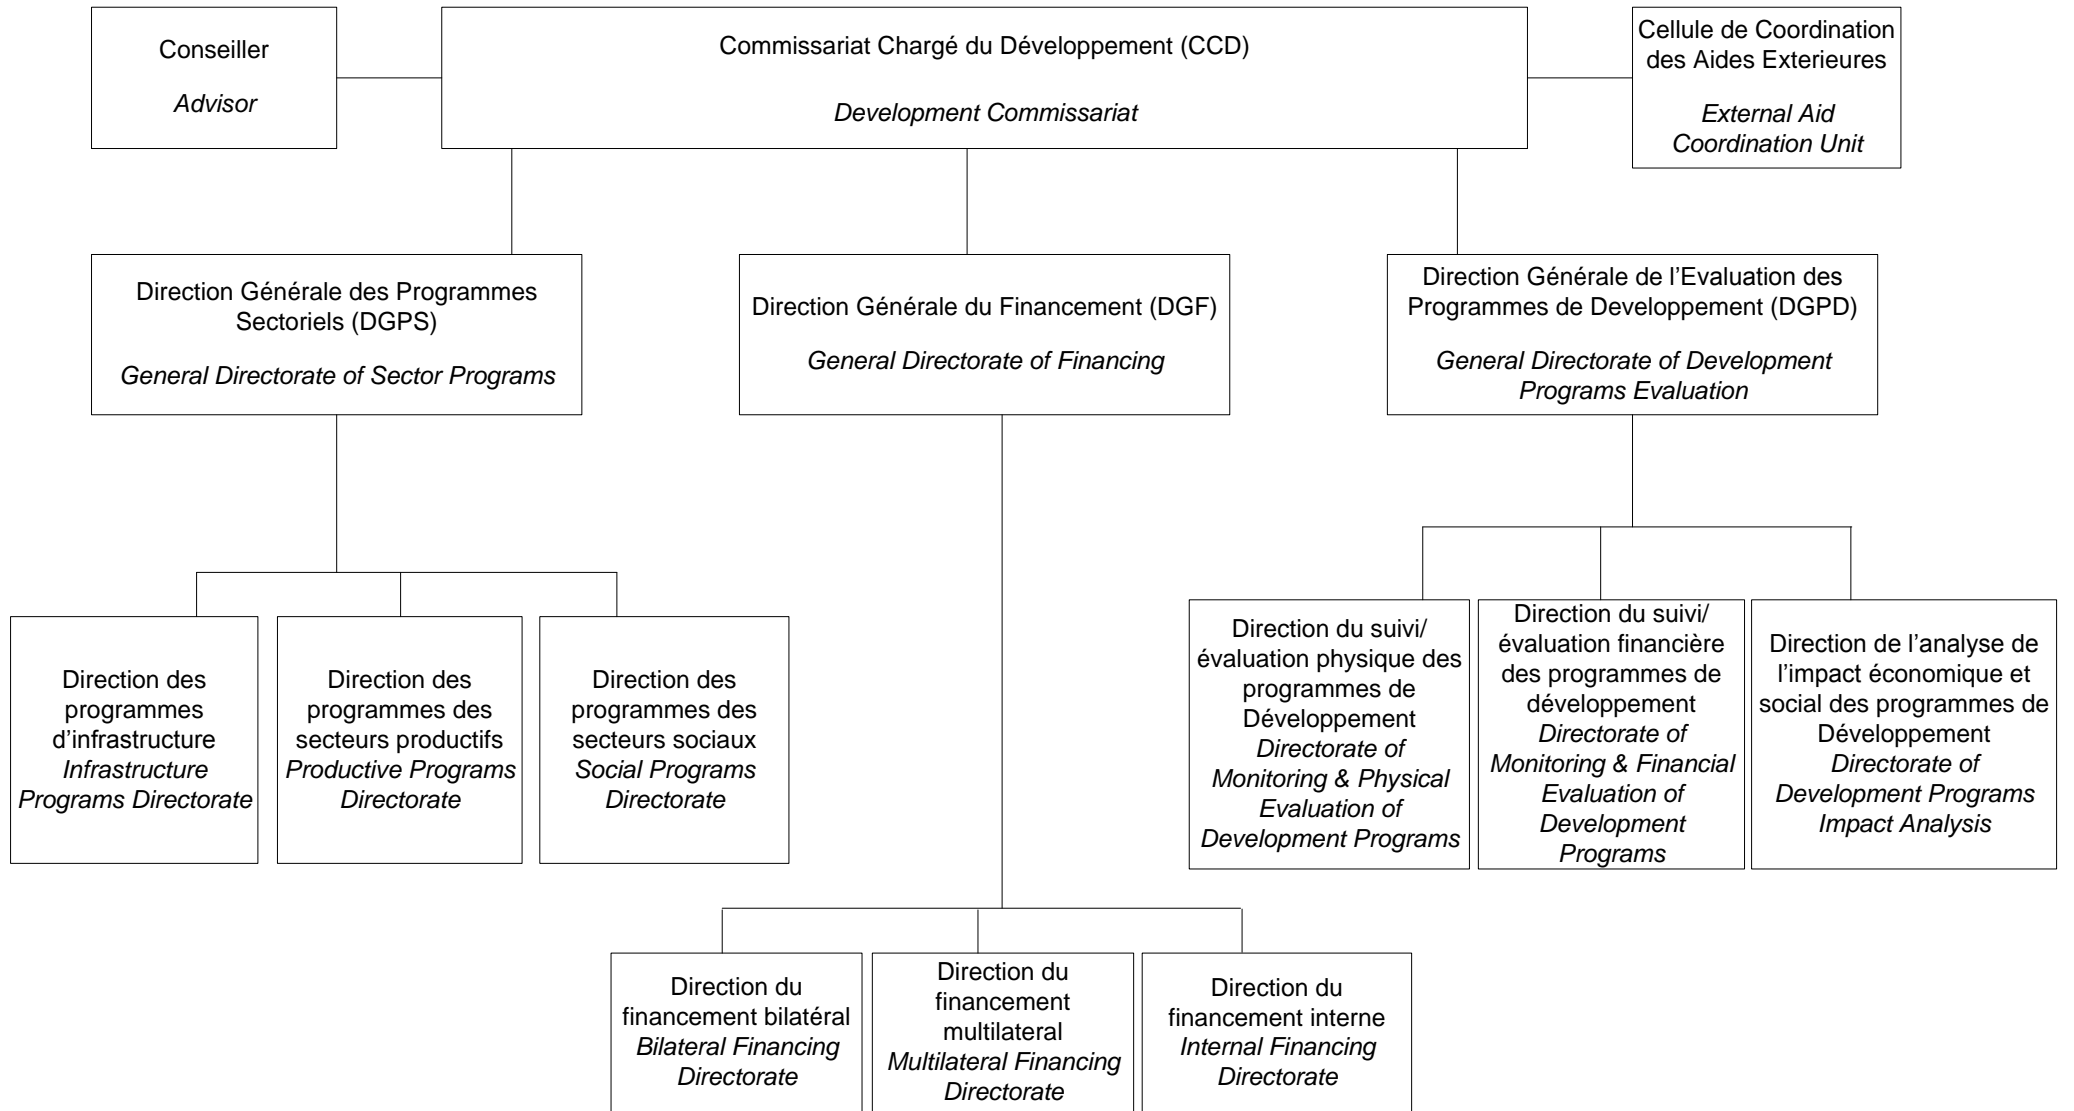 Conseiller
Advisor
Commissariat Chargé du Développement (CCD)
Development Commissariat
Cellule de Coordination
des Aides Exterieures
External Aid
Coordination Unit
Direction Générale des Programmes
Sectoriels (DGPS)
General Directorate of Sector Programs
Direction Générale du Financement (DGF)
General Directorate of Financing
Direction Générale de l’Evaluation des
Programmes de Developpement (DGPD)
General Directorate of Development
Programs Evaluation
Direction des
programmes
d’infrastructure
Infrastructure
Programs Directorate
Direction des
programmes des
secteurs productifs
Productive Programs
Directorate
Direction des
programmes des
secteurs sociaux
Social Programs
Directorate
Direction du suivi/
évaluation physique des
programmes de
Développement
Directorate of
Monitoring & Physical
Evaluation of
Development Programs
Direction du suivi/
évaluation financière
des programmes de
développement
Directorate of
Monitoring & Financial
Evaluation of
Development
Programs
Direction de l’analyse de
l’impact économique et
social des programmes de
Développement
Directorate of
Development Programs
Impact Analysis
Direction du
financement bilatéral
Bilateral Financing
Directorate
Direction du
financement
multilateral
Multilateral Financing
Directorate
Direction du
financement interne
Internal Financing
Directorate